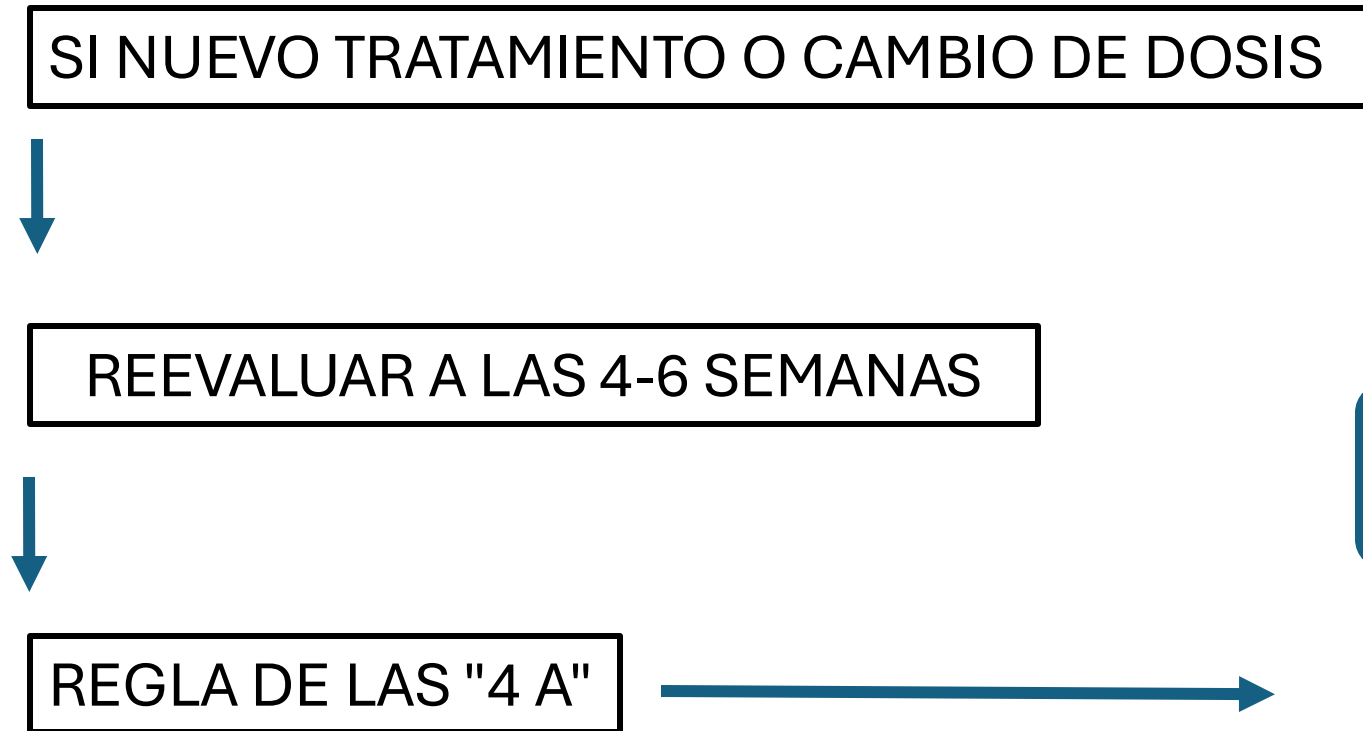 SI NUEVO TRATAMIENTO O CAMBIO DE DOSIS
REEVALUAR A LAS 4-6 SEMANAS
REGLA DE LAS "4 A"